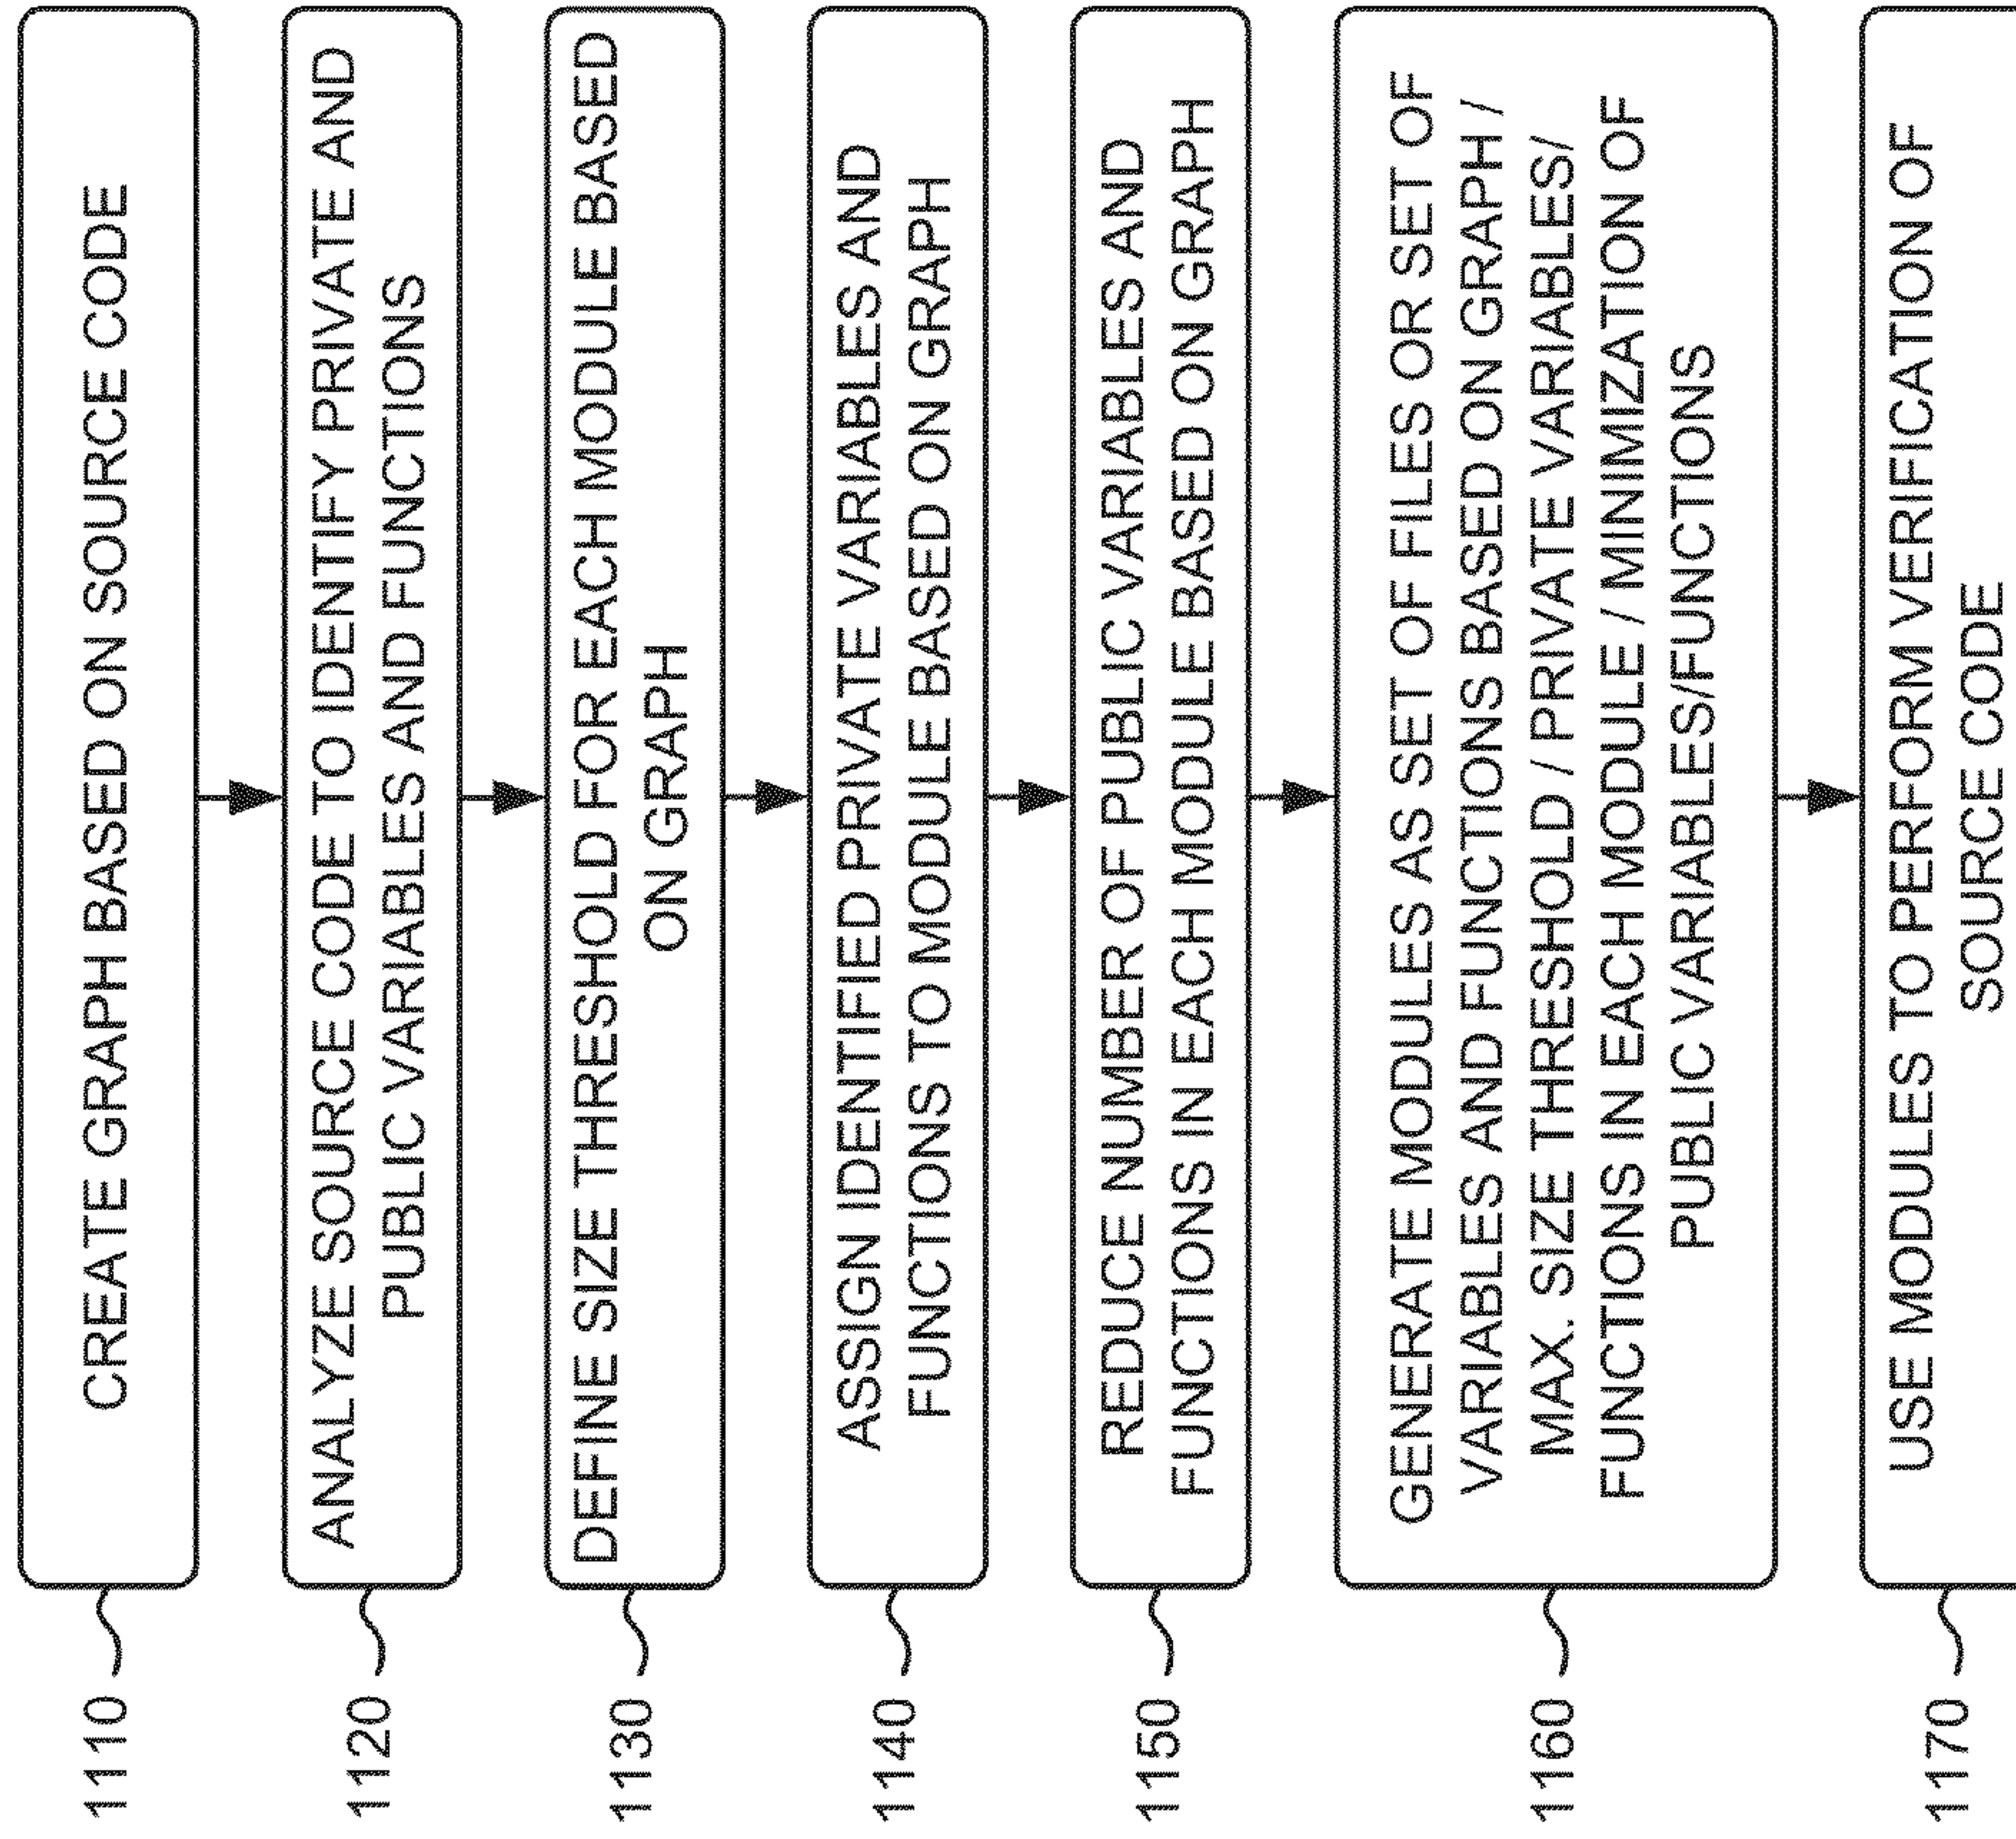 1110
CREATE GRAPH BASED ON SOURCE CODE
1120
ANALYZE SOURCE CODE TO IDENTIFY PRIVATE AND
PUBLIC VARIABLES AND FUNCTIONS
1130
DEFINE SIZE THRESHOLD FOR EACH MODULE BASED
ON GRAPH
1140
ASSIGN IDENTIFIED PRIVATE VARIABLES AND
FUNCTIONS TO MODULE BASED ON GRAPH
1150
REDUCE NUMBER OF PUBLIC VARIABLES AND
FUNCTIONS IN EACH MODULE BASED ON GRAPH
1160
GENERATE MODULES AS SET OF FILES OR SET OF
VARIABLES AND FUNCTIONS BASED ON GRAPH /
MAX. SIZE THRESHOLD / PRIVATE VARIABLES/
FUNCTIONS IN EACH MODULE / MINIMIZATION OF
PUBLIC VARIABLES/FUNCTIONS
1170
USE MODULES TO PERFORM VERIFICATION OF
SOURCE CODE